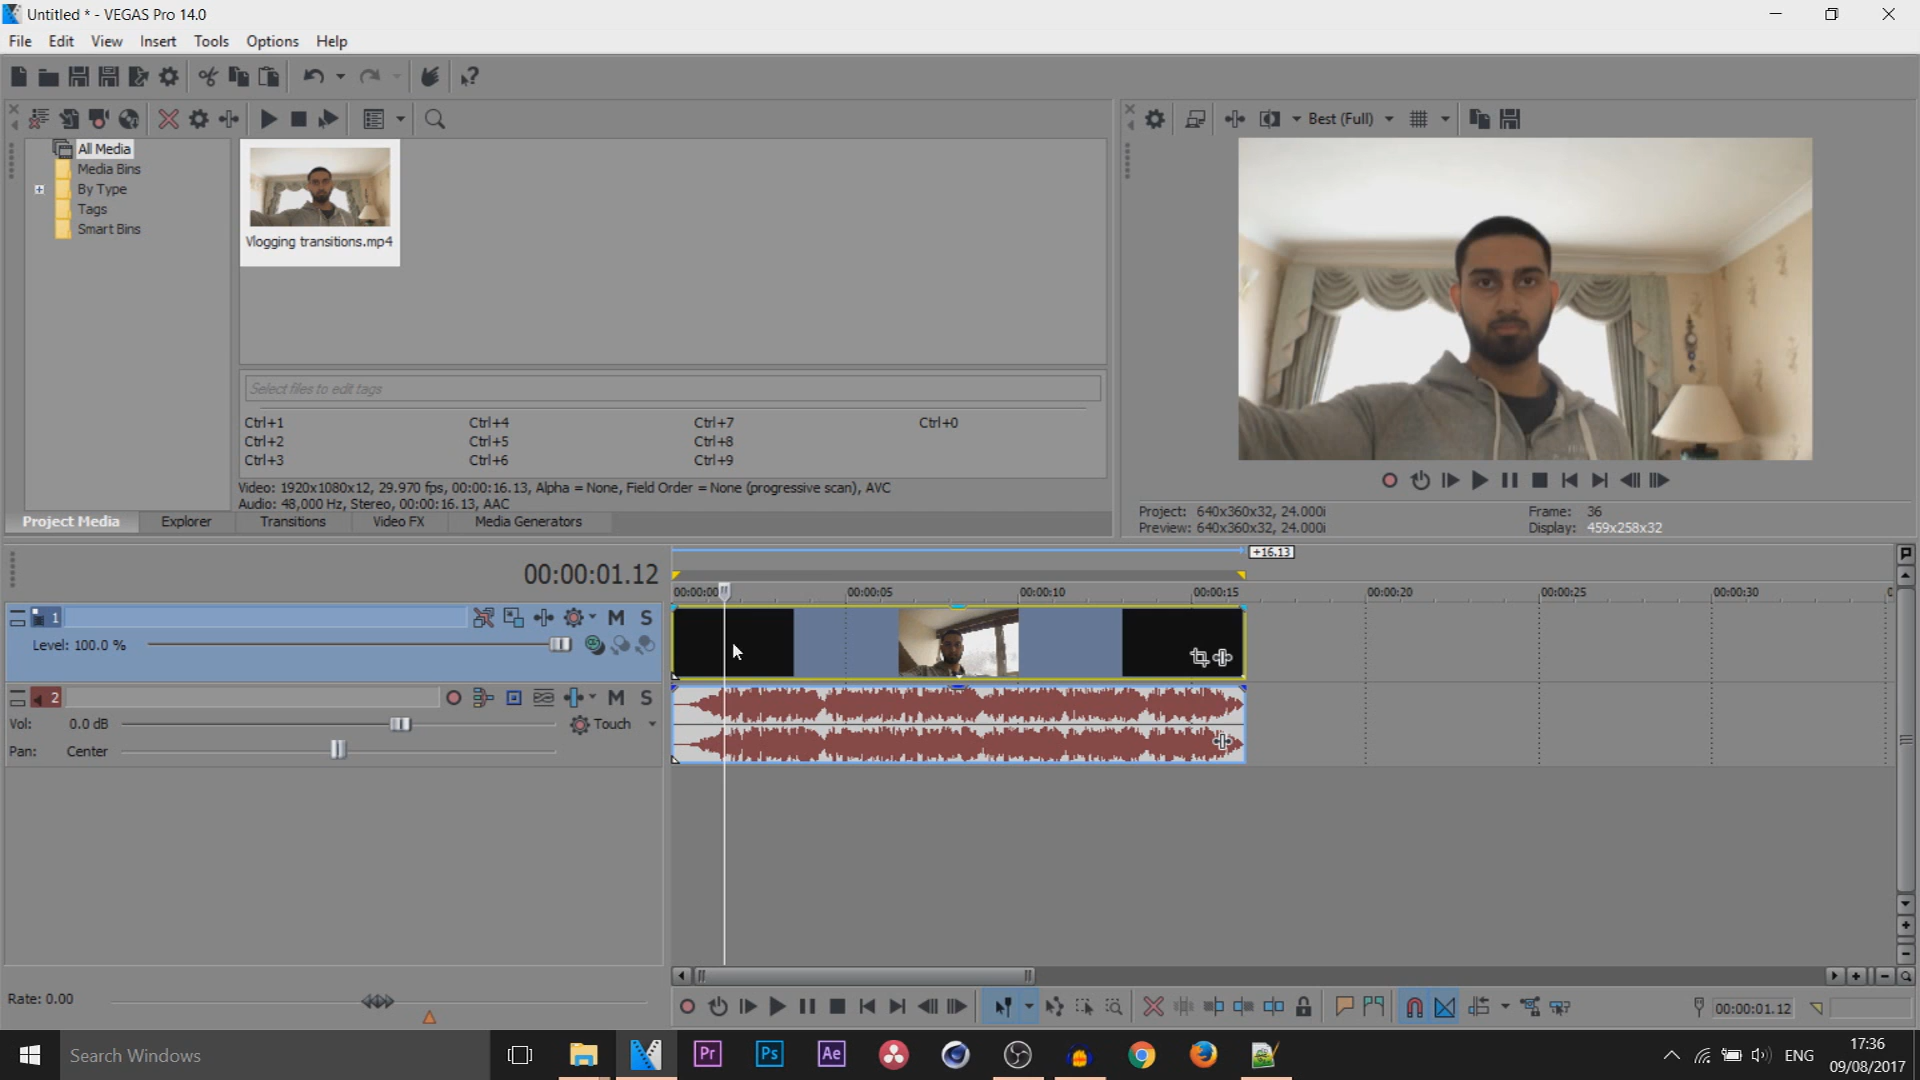 Untitled * - VEGAS Pro 14.0
File Edit View Insert Tools Options Help
Best (Full)
All Media
Media Bins
By Type
Tags
Smart Bins
Vlogging transitions.mp4
Select files to edit tags
Ctrl+1 Ctrl+4 Ctrl+7 Ctrl+0
Ctrl+2 Ctrl+5 Ctrl+8
Ctrl+3 Ctrl+6 Ctrl+9
Video: 1920x1080x12, 29.970 fps, 00:00:16.13, Alpha = None, Field Order = None (progressive scan), AVC
Audio: 48,000 Hz, Stereo, 00:00:16.13, AAC
Project Media Explorer Transitions Video FX Media Generators
Project: 640x360x32, 24.000i Frame: 36
Preview: 640x360x32, 24.000i Display: 459x258x32
+16.13
00:00:01.12
00:00:00 00:00:05 00:00:10 00:00:15 00:00:20 00:00:25 00:00:30
1 M S
Level: 100.0 %
2 M S
Vol: 0.0 dB Touch
Pan: Center
Rate: 0.00
00:00:01.12
Search Windows
Pr Ps Ae
ENG
17:36
09/08/2017